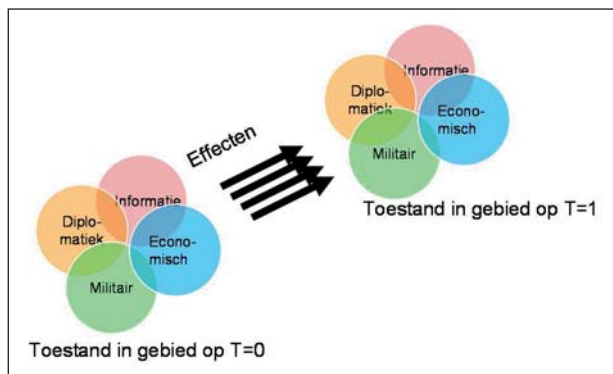 Informatie
Diplo-
matiek
Econo-
misch
Militair
Toestand in gebied op T=1
Effecten
Informatie
Diplo-
matiek
Econo-
misch
Militair
Toestand in gebied op T=0